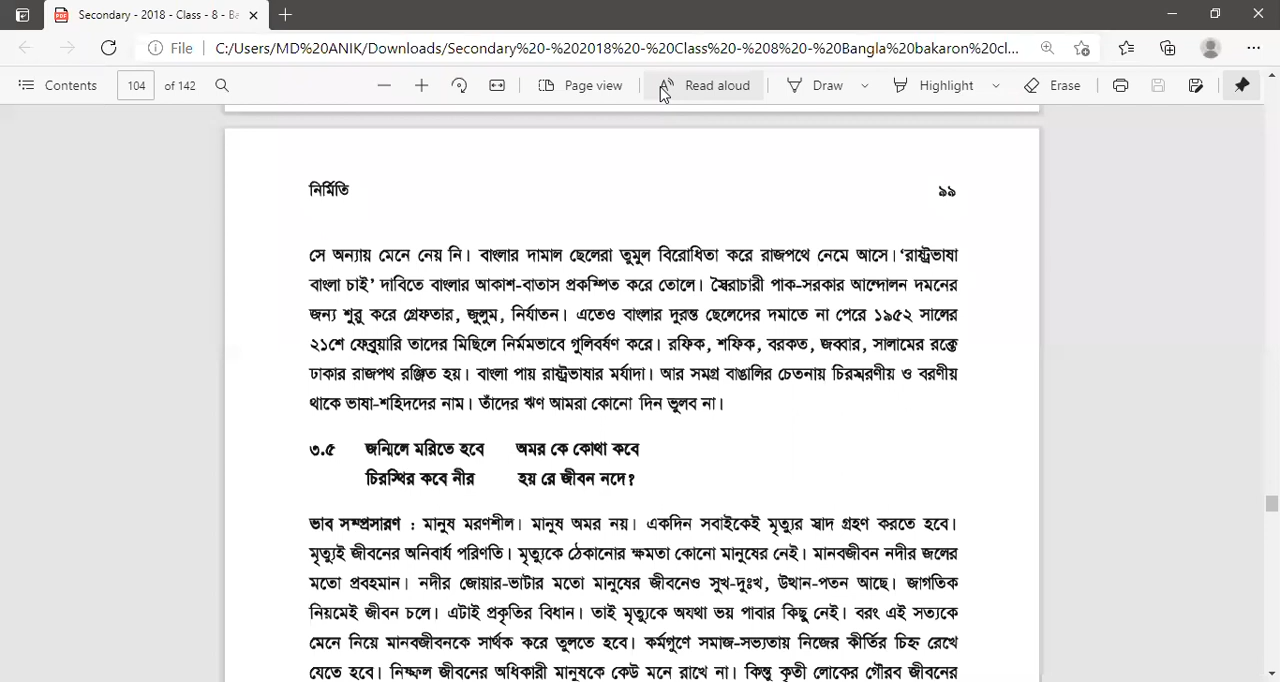 Secondary - 2018 - Class - 8 - Ba
File C:/Users/MD%20ANIK/Downloads/Secondary%20-%202018%20-%20Class%20-%208%20-%20Bangla%20bakaron%20cl...
Contents 104 of 142 Page view Read aloud Draw Highlight Erase
নির্মিতি ৯৯
সে অন্যায় মেনে নেয় নি। বাংলার দামাল ছেলেরা তুমুল বিরোধিতা করে রাজপথে নেমে আসে। ‘রাষ্ট্রভাষা
বাংলা চাই’ দাবিতে বাংলার আকাশ-বাতাস প্রকম্পিত করে তোলে। স্বৈরাচারী পাক-সরকার আন্দোলন দমনের
জন্য শুরু করে গ্রেফতার, জুলুম, নির্যাতন। এতেও বাংলার দুরন্ত ছেলেদের দমাতে না পেরে ১৯৫২ সালের
২১শে ফেব্রুয়ারি তাদের মিছিলে নির্মমভাবে গুলিবর্ষণ করে। রফিক, শফিক, বরকত, জব্বার, সালামের রক্তে
ঢাকার রাজপথ রঞ্জিত হয়। বাংলা পায় রাষ্ট্রভাষার মর্যাদা। আর সমগ্র বাঙালির চেতনায় চিরস্মরণীয় ও বরণীয়
থাকে ভাষা-শহিদদের নাম। তাঁদের ঋণ আমরা কোনো দিন ভুলব না।
৩.৫ জন্মিলে মরিতে হবে অমর কে কোথা কবে
চিরস্থির কবে নীর হয় রে জীবন নদে?
ভাব সম্প্রসারণ : মানুষ মরণশীল। মানুষ অমর নয়। একদিন সবাইকেই মৃত্যুর স্বাদ গ্রহণ করতে হবে।
মৃত্যুই জীবনের অনিবার্য পরিণতি। মৃত্যুকে ঠেকানোর ক্ষমতা কোনো মানুষের নেই। মানবজীবন নদীর জলের
মতো প্রবহমান। নদীর জোয়ার-ভাটার মতো মানুষের জীবনেও সুখ-দুঃখ, উত্থান-পতন আছে। জাগতিক
নিয়মেই জীবন চলে। এটাই প্রকৃতির বিধান। তাই মৃত্যুকে অযথা ভয় পাবার কিছু নেই। বরং এই সত্যকে
মেনে নিয়ে মানবজীবনকে সার্থক করে তুলতে হবে। কর্মগুণে সমাজ-সভ্যতায় নিজের কীর্তির চিহ্ন রেখে
যেতে হবে। নিষ্ফল জীবনের অধিকারী মানুষকে কেউ মনে রাখে না। কিন্তু কৃতী লোকের গৌরব জীবনের